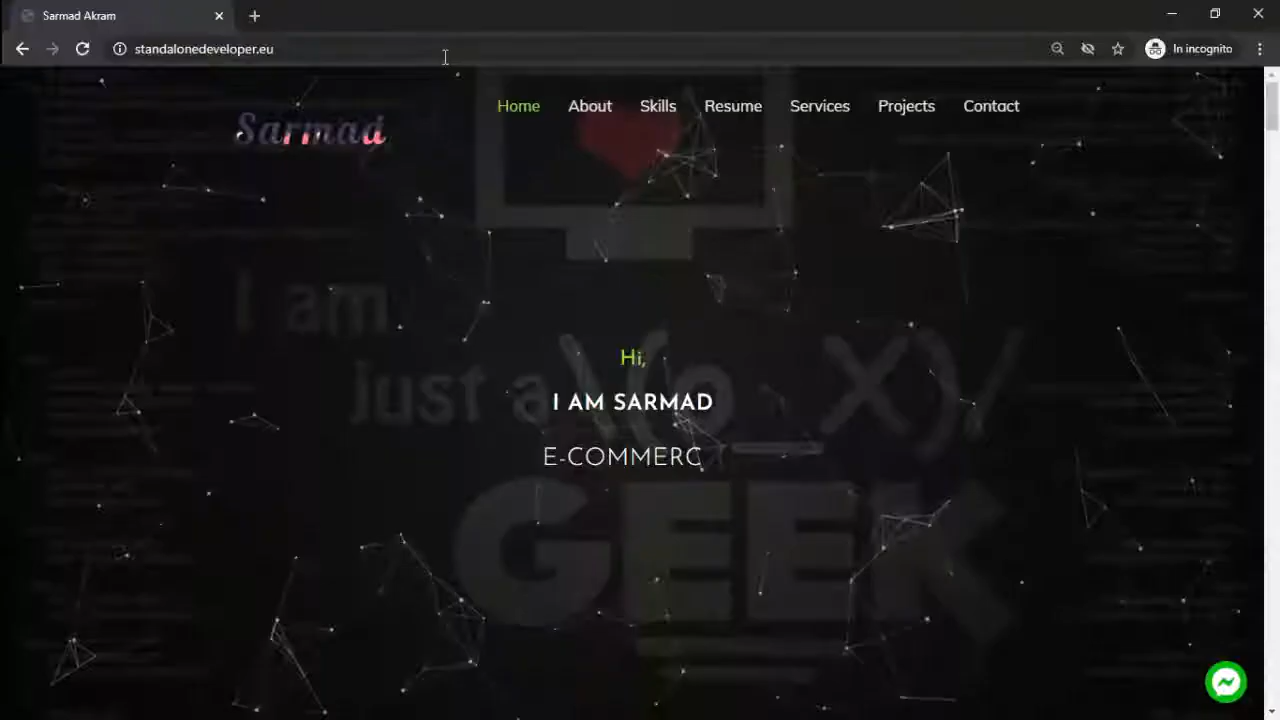 Sarmad Akram
standalonedeveloper.eu
In incognito
Sarmad
Home
About
Skills
Resume
Services
Projects
Contact
I am
just a \(o_X)/
GEEK
Hi,
I AM SARMAD
E-COMMERC